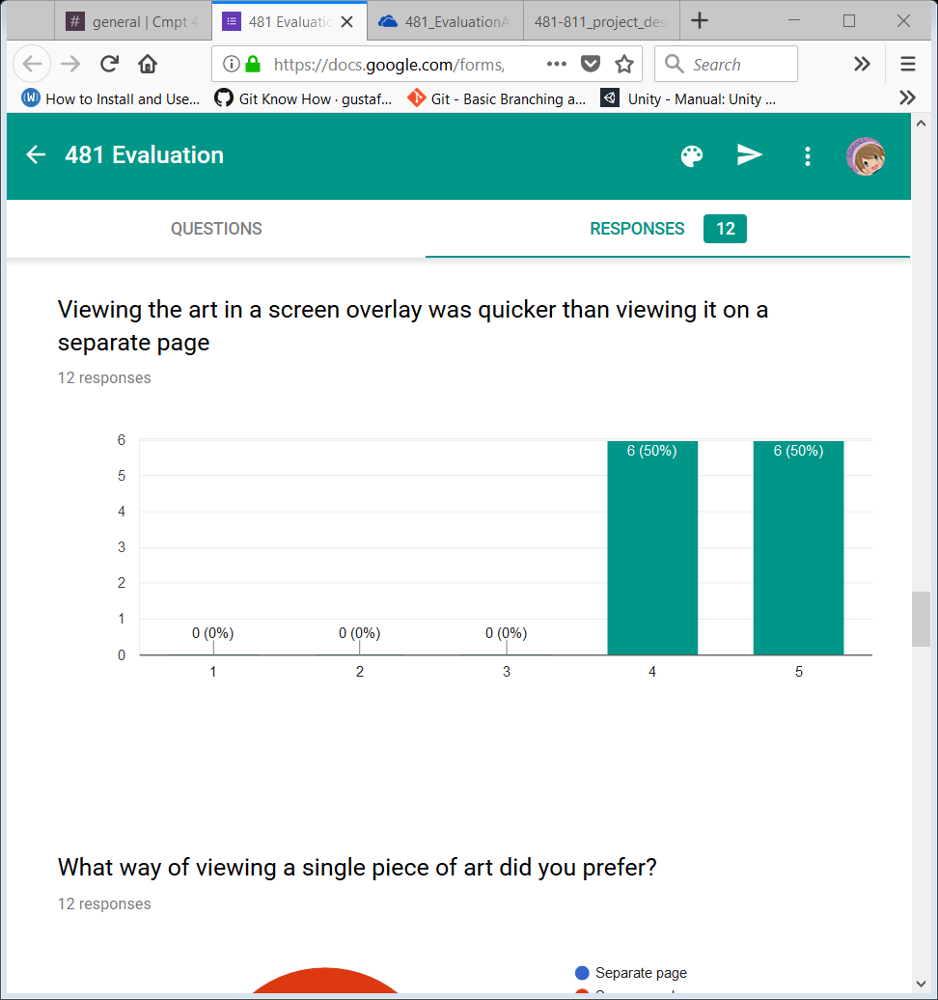 # general | Cmpt 4
481 Evaluatio
481_EvaluationA
481-811_project_des
https://docs.google.com/forms,
Search
How to Install and Use...
Git Know How · gustaf...
Git - Basic Branching a...
Unity - Manual: Unity ...
481 Evaluation
QUESTIONS
RESPONSES 12
Viewing the art in a screen overlay was quicker than viewing it on a
separate page
12 responses
6
5
4
3
2
1
0
0 (0%)
0 (0%)
0 (0%)
6 (50%)
6 (50%)
1
2
3
4
5
What way of viewing a single piece of art did you prefer?
12 responses
Separate page